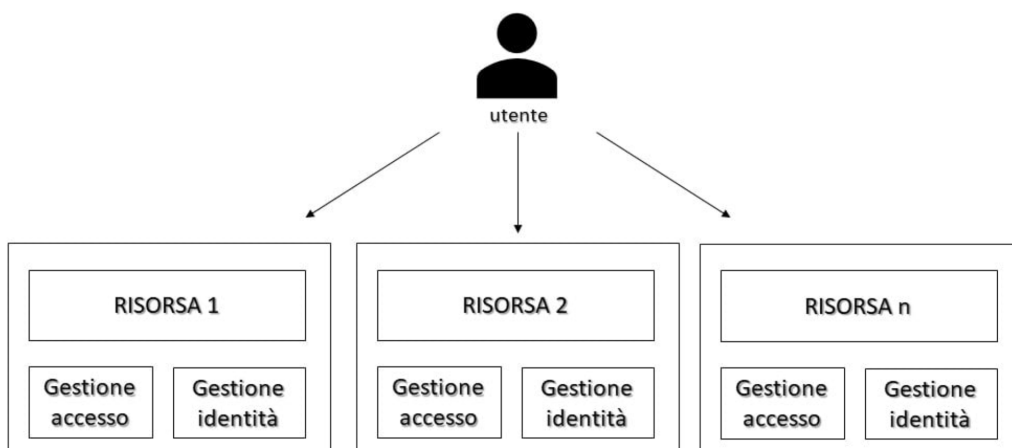 utente
RISORSA 1
RISORSA 2
RISORSA n
Gestione
accesso
Gestione
identità
Gestione
accesso
Gestione
identità
Gestione
accesso
Gestione
identità